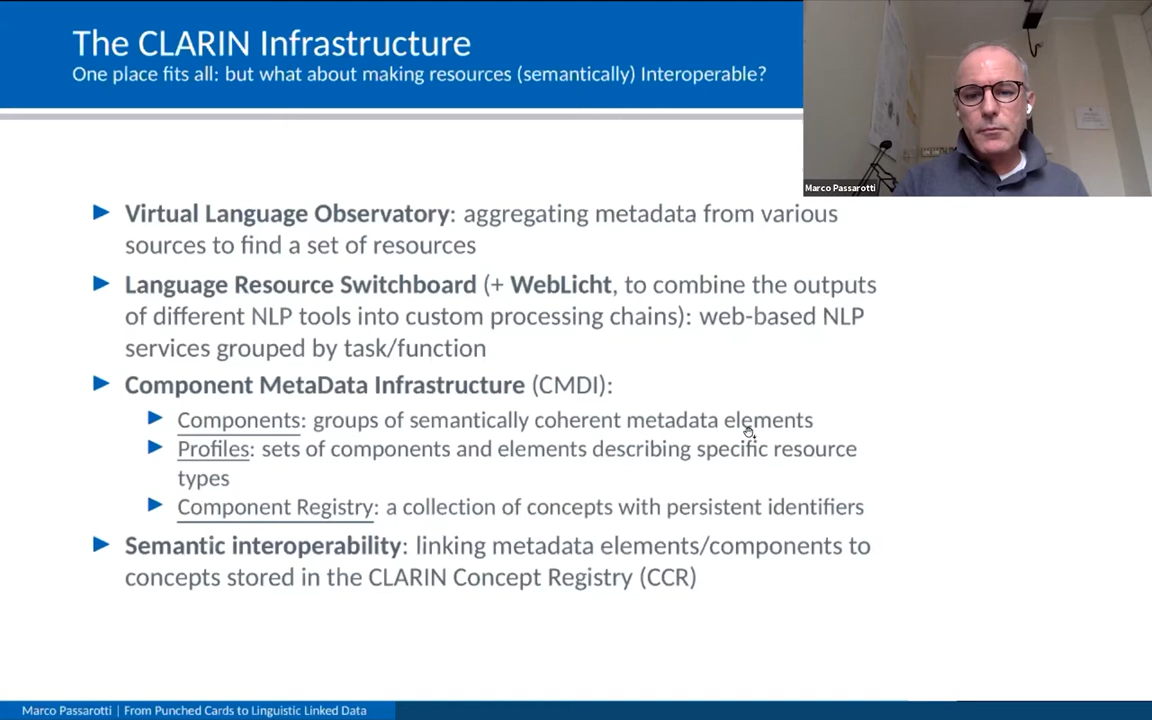 The CLARIN Infrastructure
One place fits all: but what about making resources (semantically) Interoperable?
Marco Passarotti
Virtual Language Observatory: aggregating metadata from various
sources to find a set of resources
Language Resource Switchboard (+ WebLicht, to combine the outputs
of different NLP tools into custom processing chains): web-based NLP
services grouped by task/function
Component MetaData Infrastructure (CMDI):
Components: groups of semantically coherent metadata elements
Profiles: sets of components and elements describing specific resource
types
Component Registry: a collection of concepts with persistent identifiers
Semantic interoperability: linking metadata elements/components to
concepts stored in the CLARIN Concept Registry (CCR)
Marco Passarotti | From Punched Cards to Linguistic Linked Data